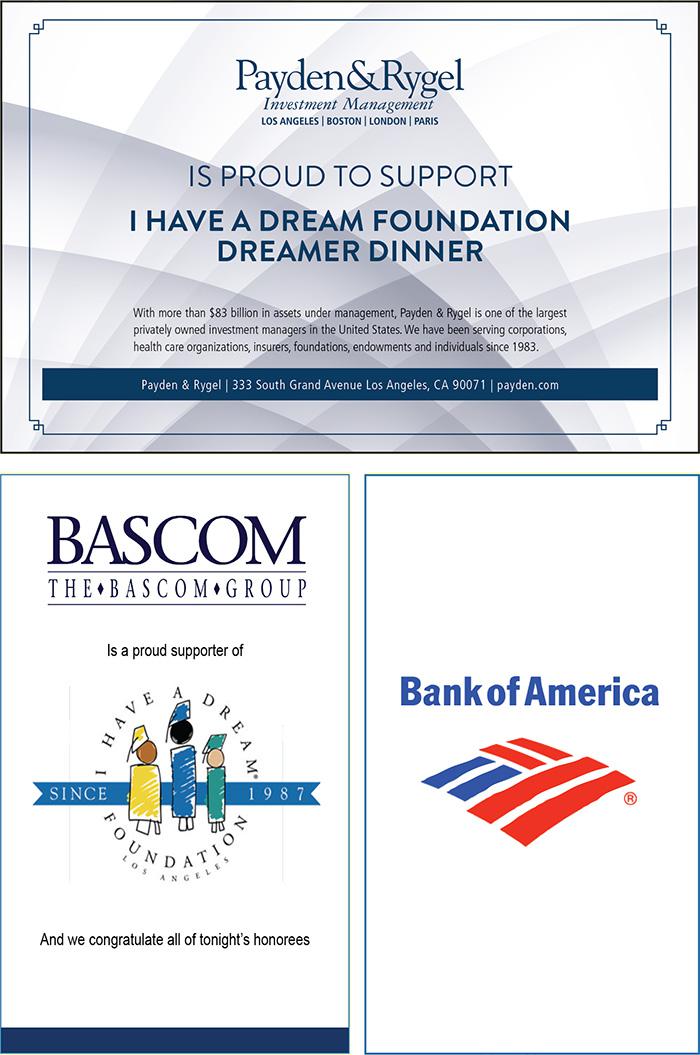 Payden&Rygel
Investment Management
LOS ANGELES | BOSTON | LONDON | PARIS
IS PROUD TO SUPPORT
I HAVE A DREAM FOUNDATION
DREAMER DINNER
With more than $83 billion in assets under management, Payden & Rygel is one of the largest
privately owned investment managers in the United States. We have been serving corporations,
health care organizations, insurers, foundations, endowments and individuals since 1983.
Payden & Rygel | 333 South Grand Avenue Los Angeles, CA 90071 | payden.com
BASCOM
THE♦BASCOM♦GROUP
Is a proud supporter of
I HAVE A DREAM®
SINCE 1987
FOUNDATION
LOS ANGELES
And we congratulate all of tonight's honorees
Bank of America
®